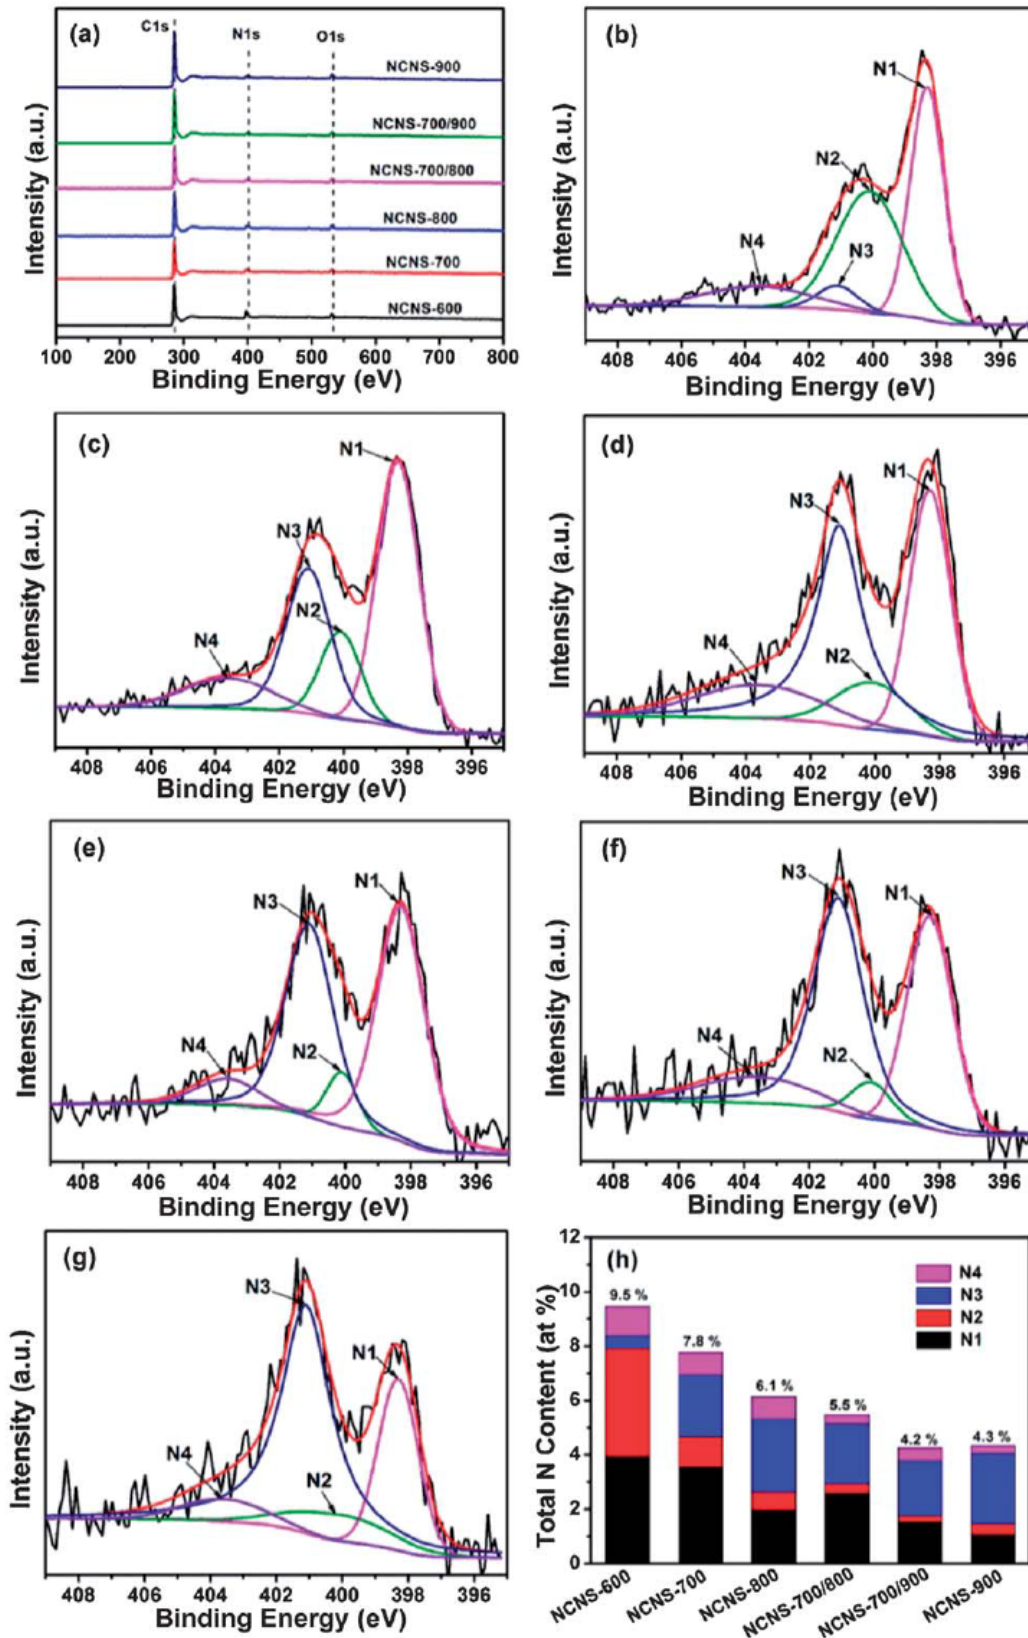 (a)
C1s
N1s
O1s
NCNS-900
NCNS-700/900
NCNS-700/800
NCNS-800
NCNS-700
NCNS-600
Intensity (a.u.)
100 200 300 400 500 600 700 800
Binding Energy (eV)
(b)
N1
N2
N3
N4
Intensity (a.u.)
408 406 404 402 400 398 396
Binding Energy (eV)
(c)
N1
N3
N2
N4
Intensity (a.u.)
408 406 404 402 400 398 396
Binding Energy (eV)
(d)
N1
N3
N4
N2
Intensity (a.u.)
408 406 404 402 400 398 396
Binding Energy (eV)
(e)
N1
N3
N4
N2
Intensity (a.u.)
408 406 404 402 400 398 396
Binding Energy (eV)
(f)
N3
N1
N4
N2
Intensity (a.u.)
408 406 404 402 400 398 396
Binding Energy (eV)
(g)
N3
N1
N4
N2
Intensity (a.u.)
408 406 404 402 400 398 396
Binding Energy (eV)
(h)
N4
N3
N2
N1
9.5 %
7.8 %
6.1 %
5.5 %
4.2 %
4.3 %
Total N Content (at %)
12
10
8
6
4
2
0
NCNS-600
NCNS-700
NCNS-800
NCNS-700/800
NCNS-700/900
NCNS-900